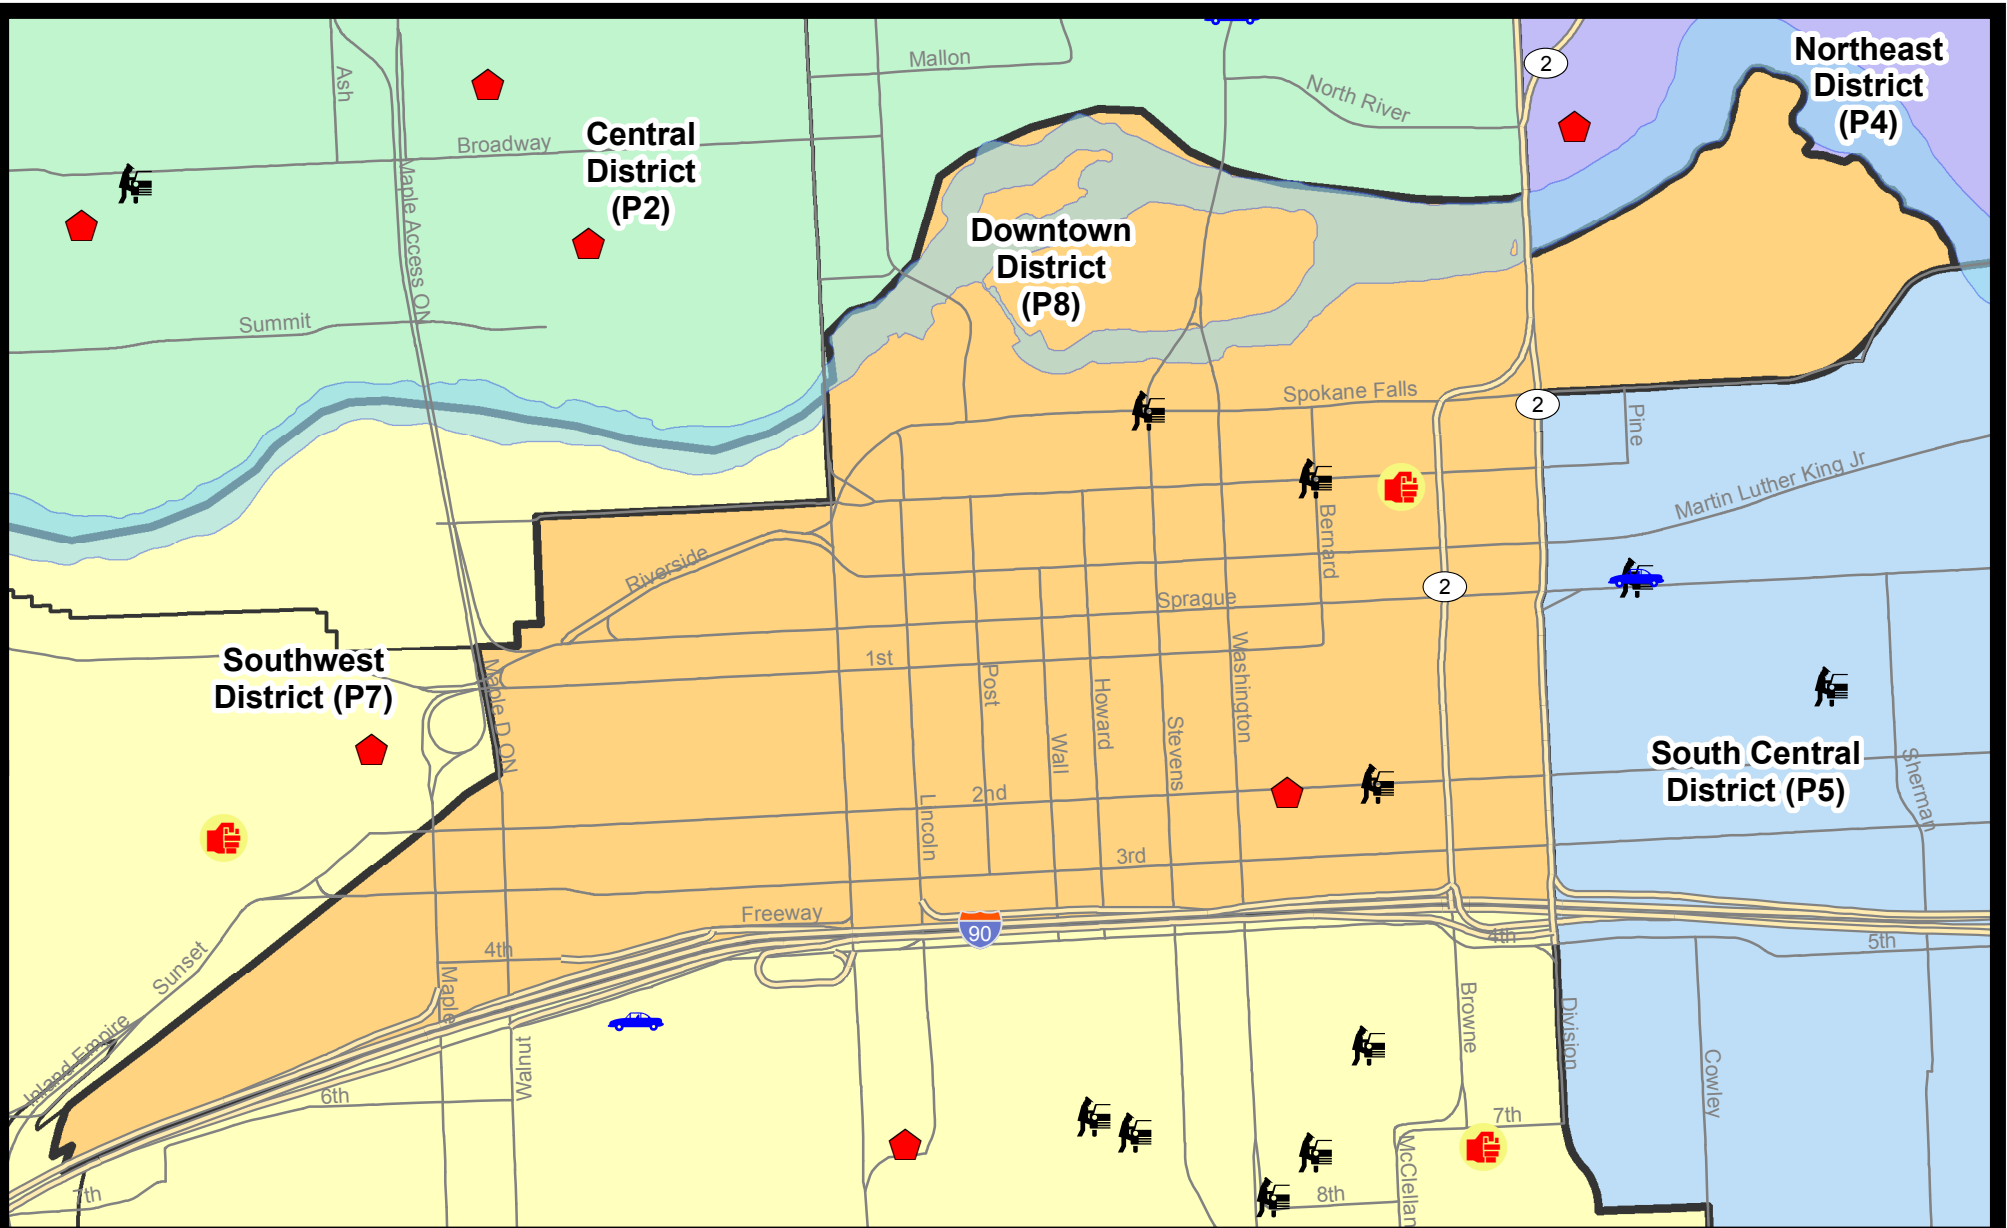 Mallon
North River
2
Northeast
District
(P4)
Ash
Broadway
Central
District
(P2)
Maple Access ON
Downtown
District
(P8)
Summit
Spokane Falls
2
Pine
Martin Luther King Jr
Bernard
Riverside
2
Sprague
Southwest
District (P7)
1st
Maple D ON
Post
Wall
Howard
Stevens
Washington
South Central
District (P5)
Sherman
2nd
Lincoln
3rd
Freeway
90
4th
4th
5th
Sunset
Maple
Inland Empire
Walnut
6th
Browne
Division
Cowley
7th
McClellan
7th
8th